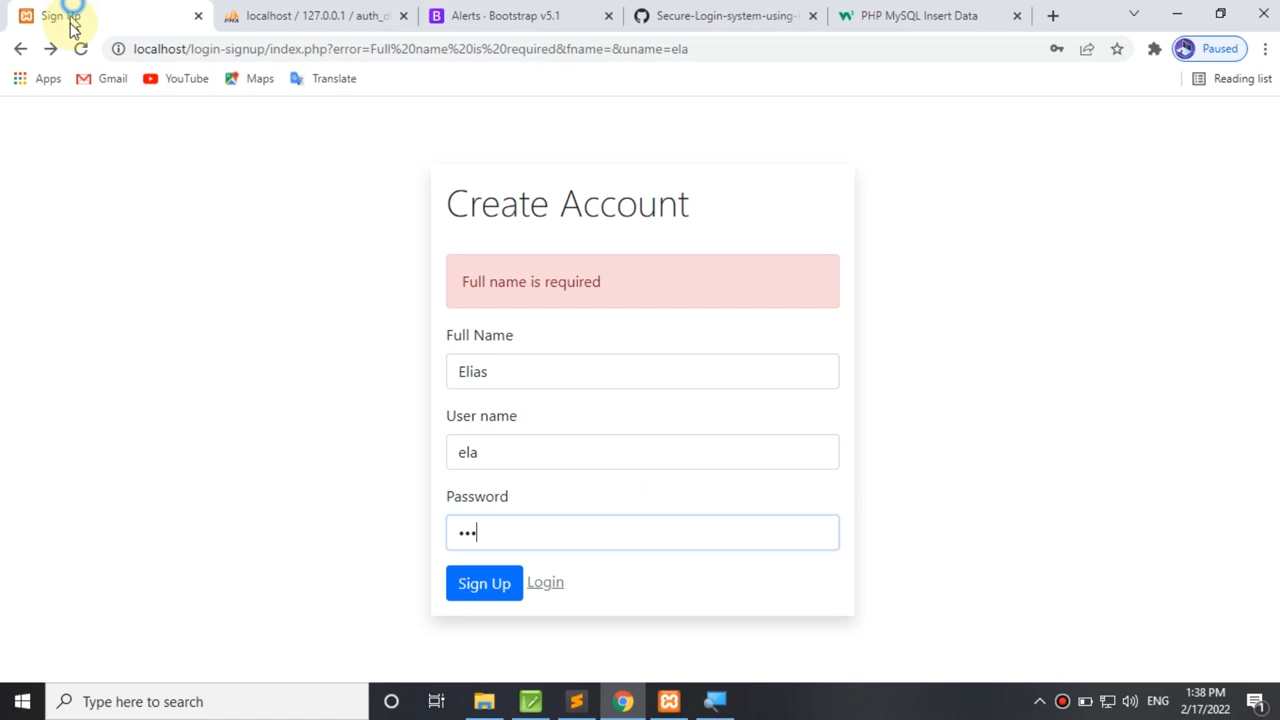 Sign Up
localhost / 127.0.0.1 / auth_d
Alerts · Bootstrap v5.1
Secure-Login-system-using-
PHP MySQL Insert Data
localhost/login-signup/index.php?error=Full%20name%20is%20required&fname=&uname=ela
Paused
Apps
Gmail
YouTube
Maps
Translate
Reading list
Create Account
Full name is required
Full Name
Elias
User name
ela
Password
•••
Sign Up Login
Type here to search
ENG
1:38 PM
2/17/2022
1